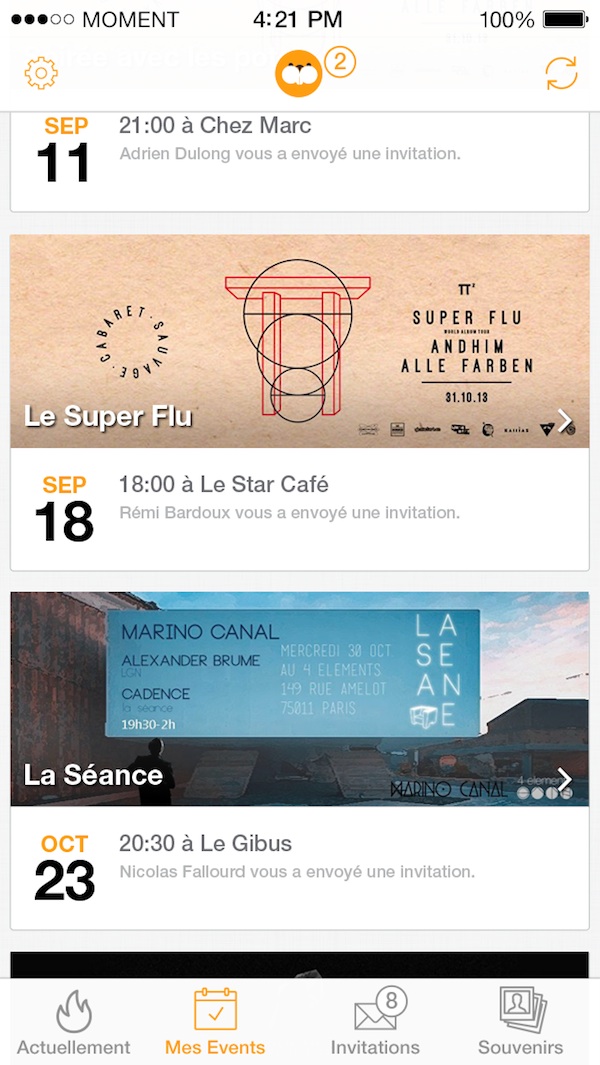 MOMENT 4:21 PM 100%
2
SEP
11
21:00 à Chez Marc
Adrien Dulong vous a envoyé une invitation.
CABARET · SAUVAGE ·
SUPER FLU
WORLD ALBUM TOUR
ANDHIM
ALLE FARBEN
31.10.13
Le Super Flu
SEP
18
18:00 à Le Star Café
Rémi Bardoux vous a envoyé une invitation.
MARINO CANAL
ALEXANDER BRUME
LGN
CADENCE
la séance
19h30-2h
MERCREDI 30 OCT
AU 4 ELEMENTS
149 RUE AMELOT
75011 PARIS
LA
SE
AN
E
La Séance
MARINO CANAL
4 elements
OCT
23
20:30 à Le Gibus
Nicolas Fallourd vous a envoyé une invitation.
8
Actuellement Mes Events Invitations Souvenirs